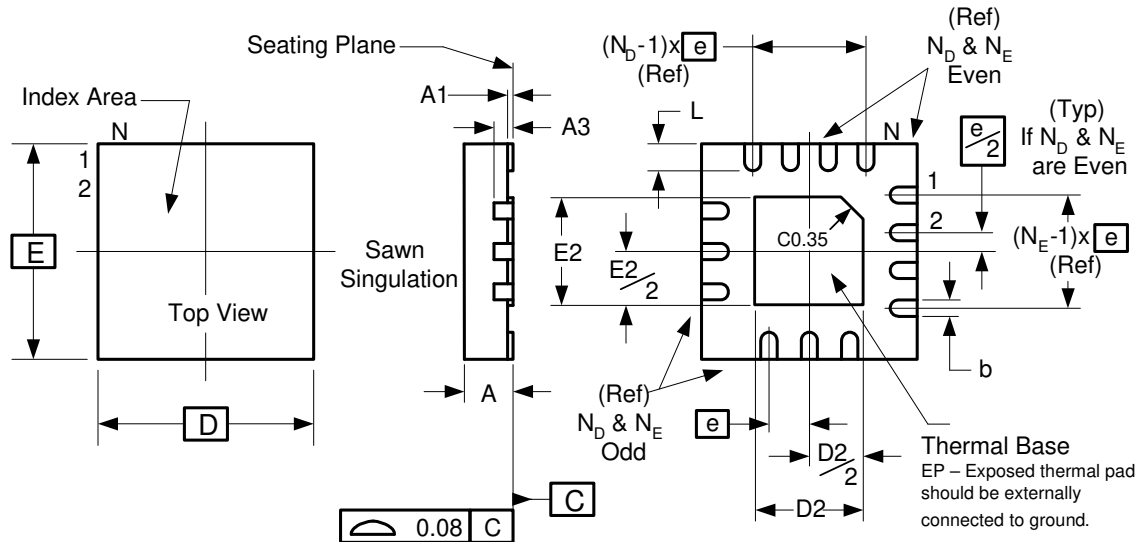 Seating Plane
Index Area
N
1
2
E
Top View
D
A1
A3
Sawn
Singulation
A
C
0.08 C
(N_D-1)x e
(Ref)
(Ref)
N_D & N_E
Even
L
N
e/2
(Typ)
If N_D & N_E
are Even
1
2
(N_E-1)x e
(Ref)
E2
E2/2
C0.35
b
(Ref)
N_D & N_E
Odd
e
D2/2
D2
Thermal Base
EP – Exposed thermal pad
should be externally
connected to ground.